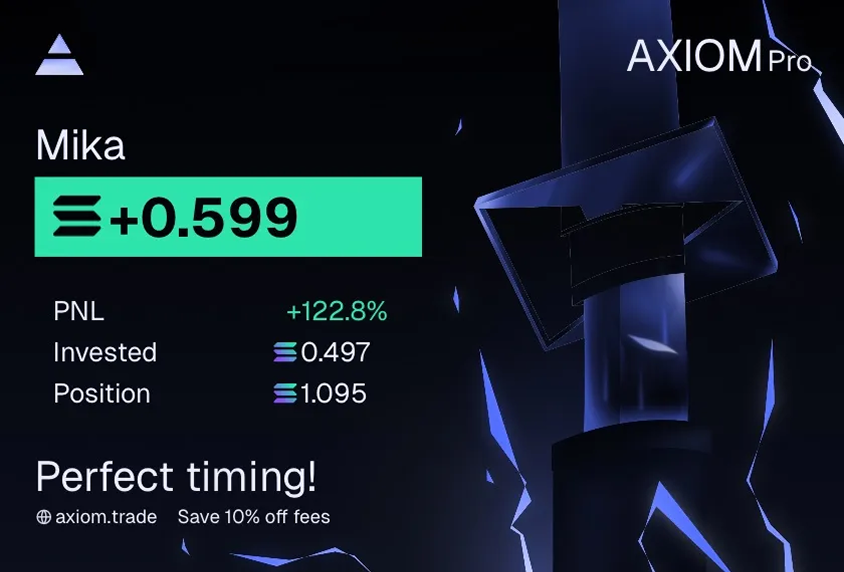 AXIOM Pro
Mika
+0.599
PNL +122.8%
Invested 0.497
Position 1.095
Perfect timing!
axiom.trade Save 10% off fees